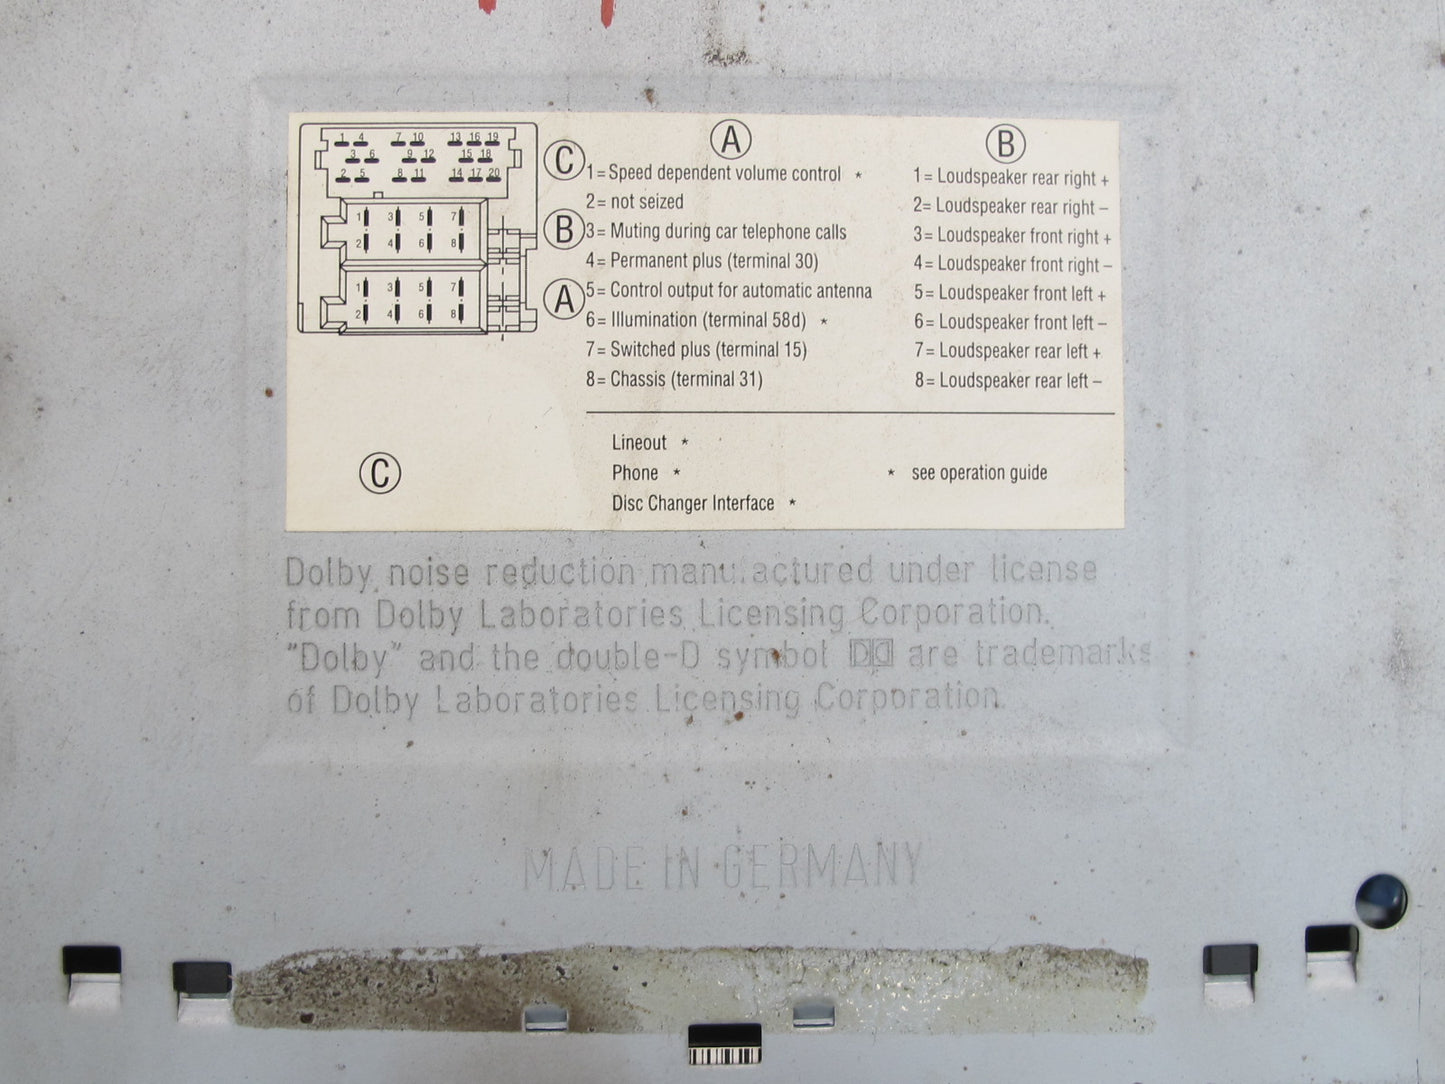 1 4 7 10 13 16 19
3 6 9 12 15 18
2 5 8 11 14 17 20
1 3 5 7
2 4 6 8
1 3 5 7
2 4 6 8
C
B
A
A
1= Speed dependent volume control *
2= not seized
3= Muting during car telephone calls
4= Permanent plus (terminal 30)
5= Control output for automatic antenna
6= Illumination (terminal 58d) *
7= Switched plus (terminal 15)
8= Chassis (terminal 31)
B
1= Loudspeaker rear right +
2= Loudspeaker rear right –
3= Loudspeaker front right +
4= Loudspeaker front right –
5= Loudspeaker front left +
6= Loudspeaker front left –
7= Loudspeaker rear left +
8= Loudspeaker rear left –
C
Lineout *
Phone *
Disc Changer Interface *
* see operation guide
Dolby noise reduction manufactured under license
from Dolby Laboratories Licensing Corporation.
"Dolby" and the double-D symbol are trademarks
of Dolby Laboratories Licensing Corporation.
MADE IN GERMANY